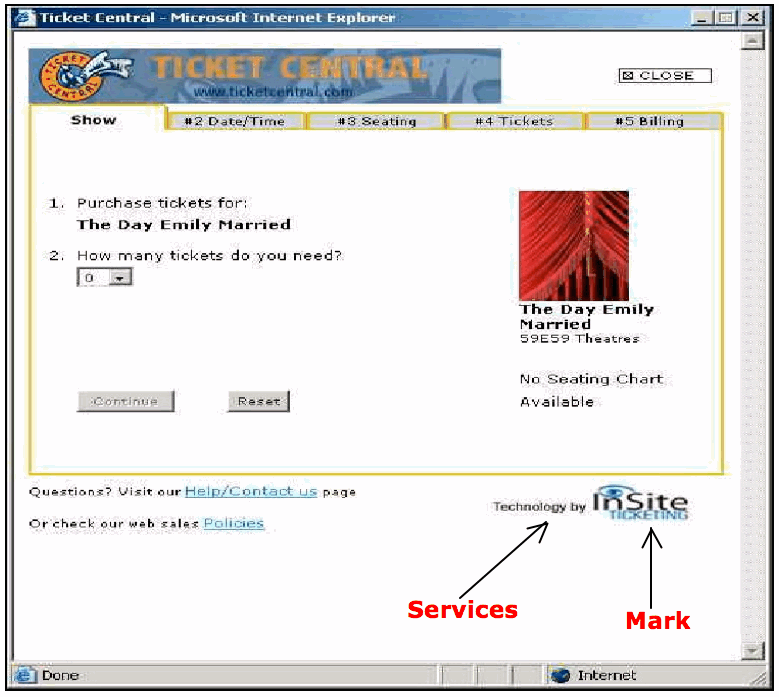 Ticket Central - Microsoft Internet Explorer
TICKET CENTRAL
TICKET CENTRAL
www.ticketcentral.com
CLOSE
Show
#2 Date/Time
#3 Seating
#4 Tickets
#5 Billing
1. Purchase tickets for:
The Day Emily Married
2. How many tickets do you need?
0
The Day Emily
Married
59E59 Theatres
No Seating Chart
Available
Continue
Reset
Questions? Visit our Help/Contact us page
Technology by InSite
TICKETING
Or check our web sales Policies
Services
Mark
Done
Internet